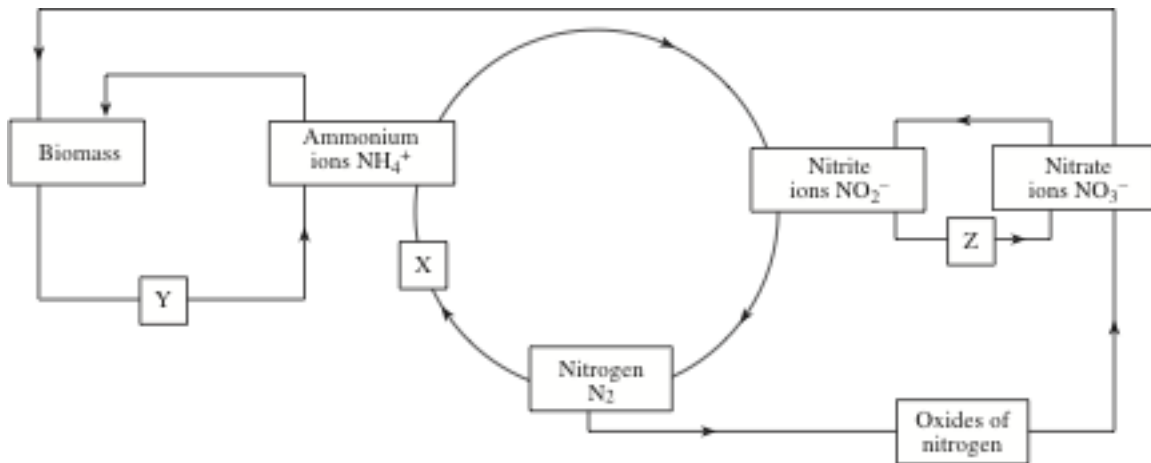 Biomass
Ammonium
ions NH₄⁺
Nitrite
ions NO₂⁻
Nitrate
ions NO₃⁻
Z
X
Y
Nitrogen
N₂
Oxides of
nitrogen